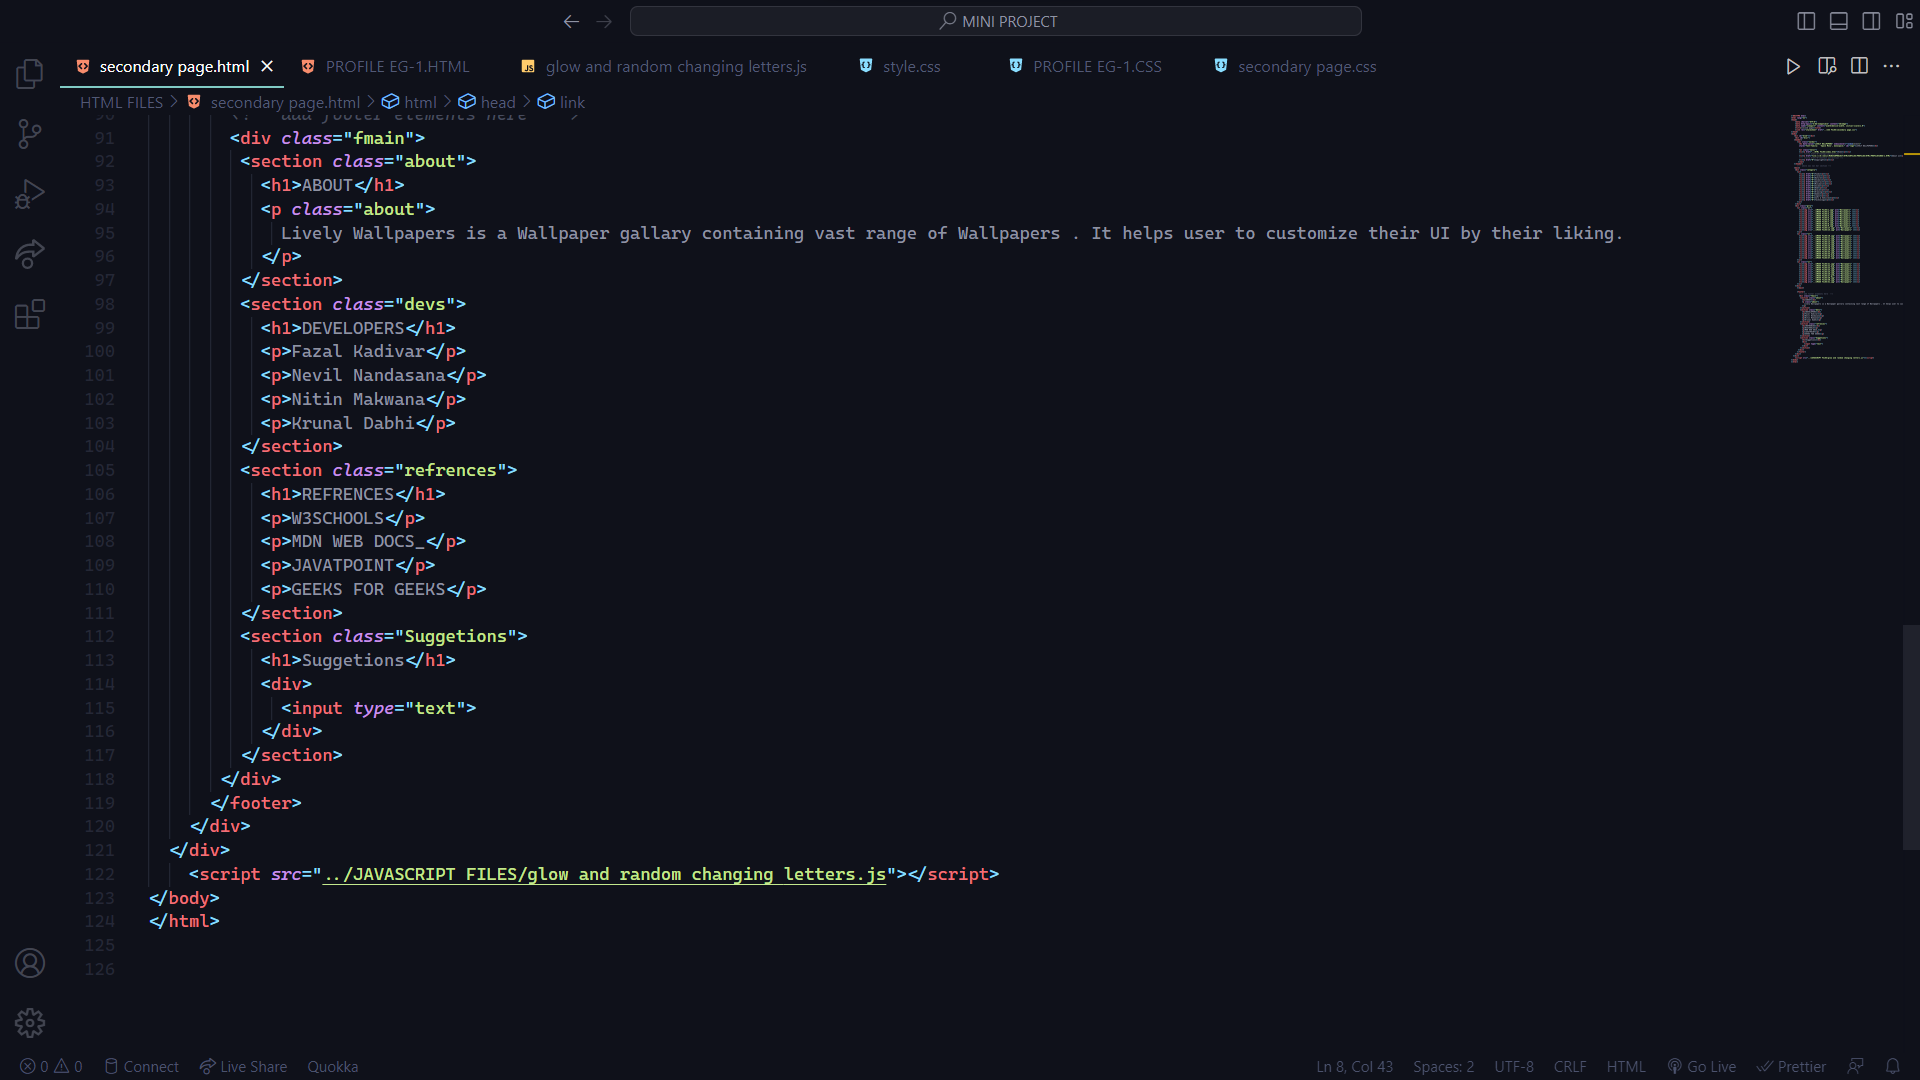 MINI PROJECT
secondary page.html
PROFILE EG-1.HTML
glow and random changing letters.js
style.css
PROFILE EG-1.CSS
secondary page.css
HTML FILES > secondary page.html > html > head > link
90 add footer elements here
91 <div class="fmain">
92 <section class="about">
93 <h1>ABOUT</h1>
94 <p class="about">
95 Lively Wallpapers is a Wallpaper gallary containing vast range of Wallpapers . It helps user to customize their UI by their liking.
96 </p>
97 </section>
98 <section class="devs">
99 <h1>DEVELOPERS</h1>
100 <p>Fazal Kadivar</p>
101 <p>Nevil Nandasana</p>
102 <p>Nitin Makwana</p>
103 <p>Krunal Dabhi</p>
104 </section>
105 <section class="refrences">
106 <h1>REFRENCES</h1>
107 <p>W3SCHOOLS</p>
108 <p>MDN WEB DOCS_</p>
109 <p>JAVATPOINT</p>
110 <p>GEEKS FOR GEEKS</p>
111 </section>
112 <section class="Suggetions">
113 <h1>Suggetions</h1>
114 <div>
115 <input type="text">
116 </div>
117 </section>
118 </div>
119 </footer>
120 </div>
121 </div>
122 <script src="../JAVASCRIPT FILES/glow and random changing letters.js"></script>
123 </body>
124 </html>
125
126
0 0 Connect Live Share Quokka Ln 8, Col 43 Spaces: 2 UTF-8 CRLF HTML Go Live Prettier